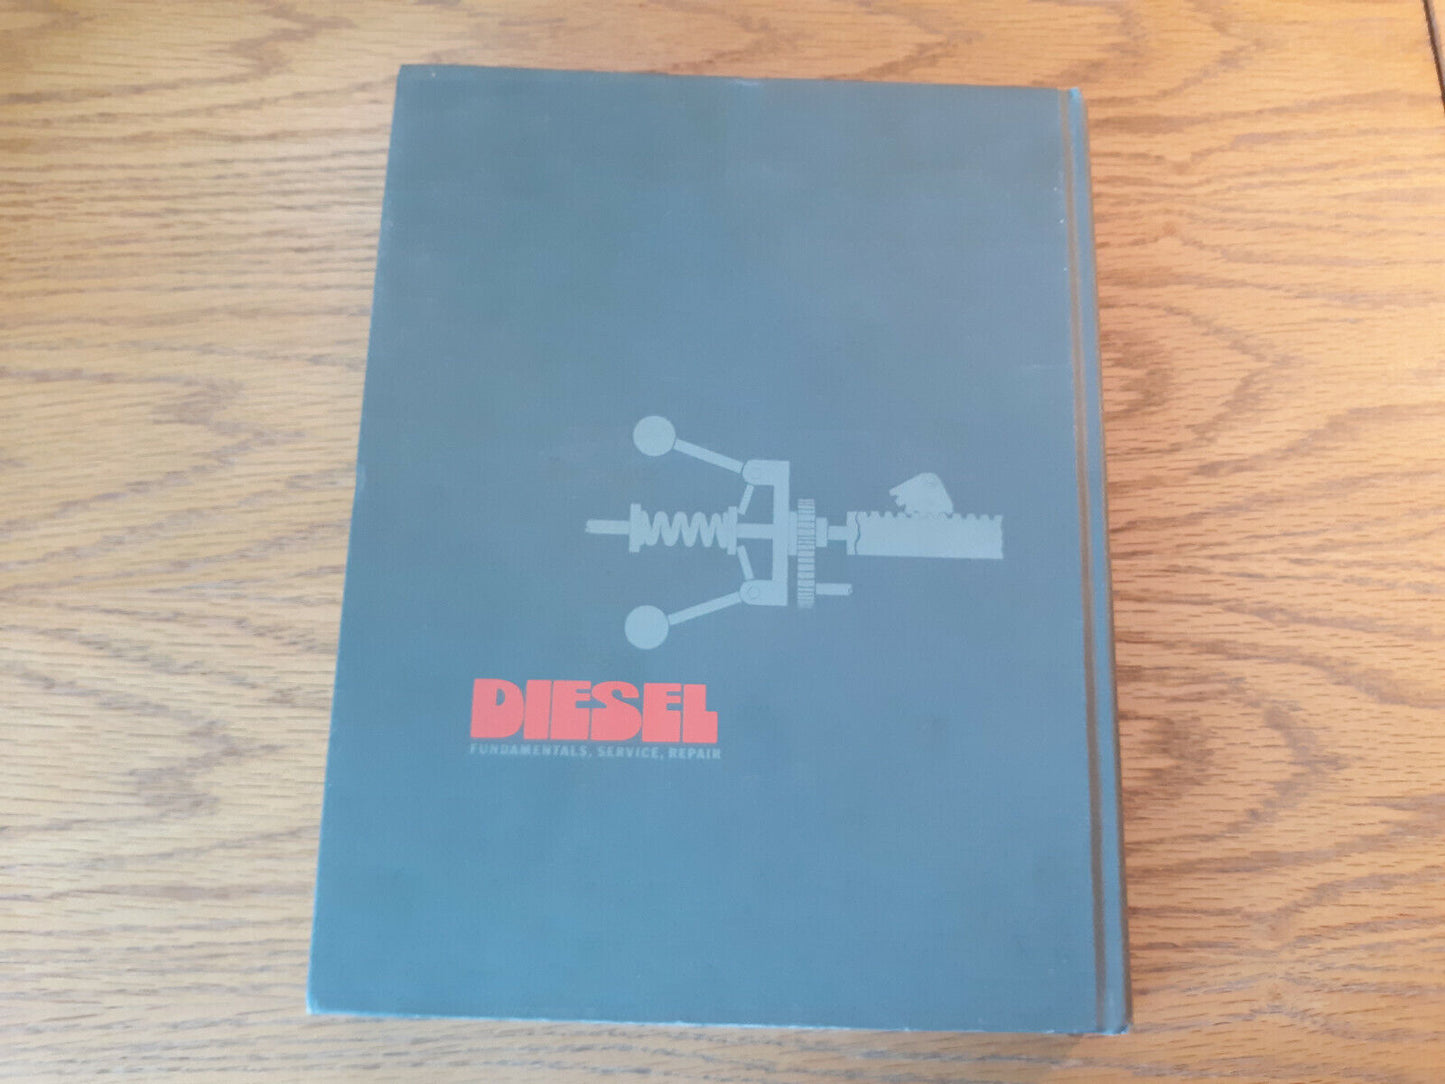 DIESEL
FUNDAMENTALS, SERVICE, REPAIR